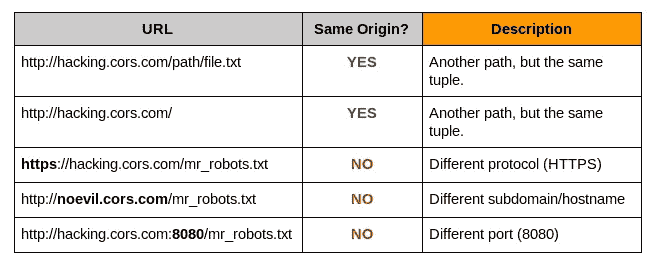 URL Same Origin? Description
http://hacking.cors.com/path/file.txt YES Another path, but the same
tuple.
http://hacking.cors.com/ YES Another path, but the same
tuple.
https://hacking.cors.com/mr_robots.txt NO Different protocol (HTTPS)
http://noevil.cors.com/mr_robots.txt NO Different subdomain/hostname
http://hacking.cors.com:8080/mr_robots.txt NO Different port (8080)